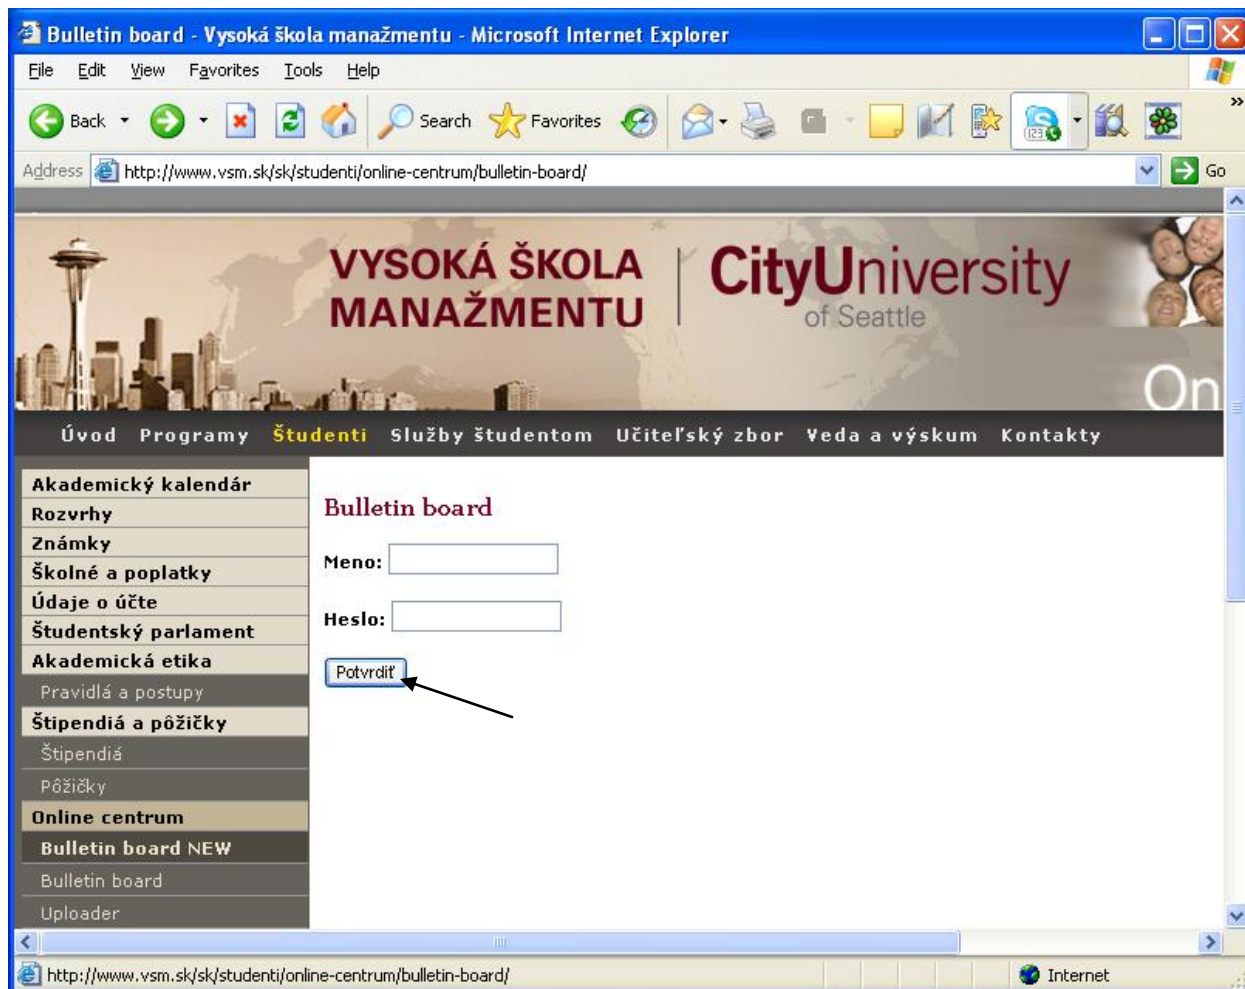 Bulletin board - Vysoká škola manažmentu - Microsoft Internet Explorer
File Edit View Favorites Tools Help
Back Search Favorites 123 »
Address http://www.vsm.sk/sk/studenti/online-centrum/bulletin-board/ Go
VYSOKÁ ŠKOLA
MANAŽMENTU
CityUniversity
of Seattle
On
Úvod Programy Študenti Služby študentom Učiteľský zbor Veda a výskum Kontakty
Akademický kalendár
Rozvrhy
Známky
Školné a poplatky
Údaje o účte
Študentský parlament
Akademická etika
Pravidlá a postupy
Štipendiá a pôžičky
Štipendiá
Pôžičky
Online centrum
Bulletin board NEW
Bulletin board
Uploader
Bulletin board
Meno:
Heslo:
Potvrdiť
http://www.vsm.sk/sk/studenti/online-centrum/bulletin-board/ Internet